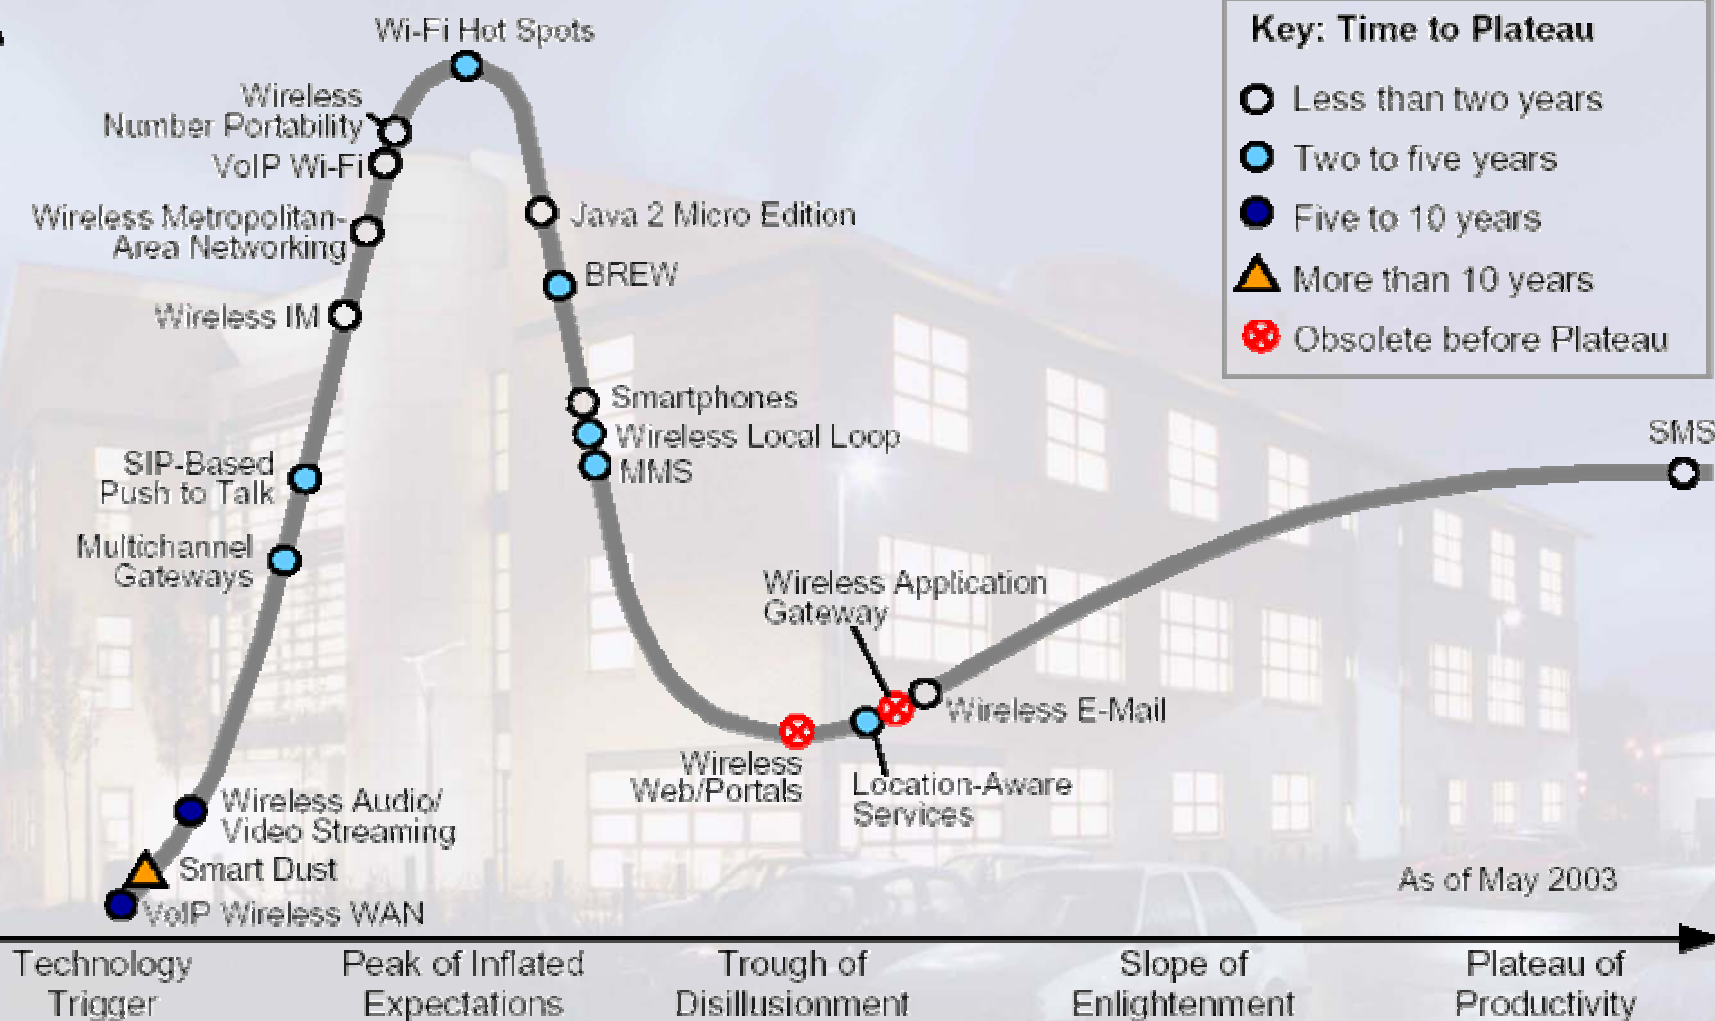 Wi-Fi Hot Spots
Wireless
Number Portability
VoIP Wi-Fi
Wireless Metropolitan-
Area Networking
Wireless IM
SIP-Based
Push to Talk
Multichannel
Gateways
Wireless Audio/
Video Streaming
Smart Dust
VoIP Wireless WAN
Java 2 Micro Edition
BREW
Smartphones
Wireless Local Loop
MMS
Wireless
Web/Portals
Wireless Application
Gateway
Location-Aware
Services
Wireless E-Mail
SMS
Key: Time to Plateau
Less than two years
Two to five years
Five to 10 years
More than 10 years
Obsolete before Plateau
As of May 2003
Technology
Trigger
Peak of Inflated
Expectations
Trough of
Disillusionment
Slope of
Enlightenment
Plateau of
Productivity